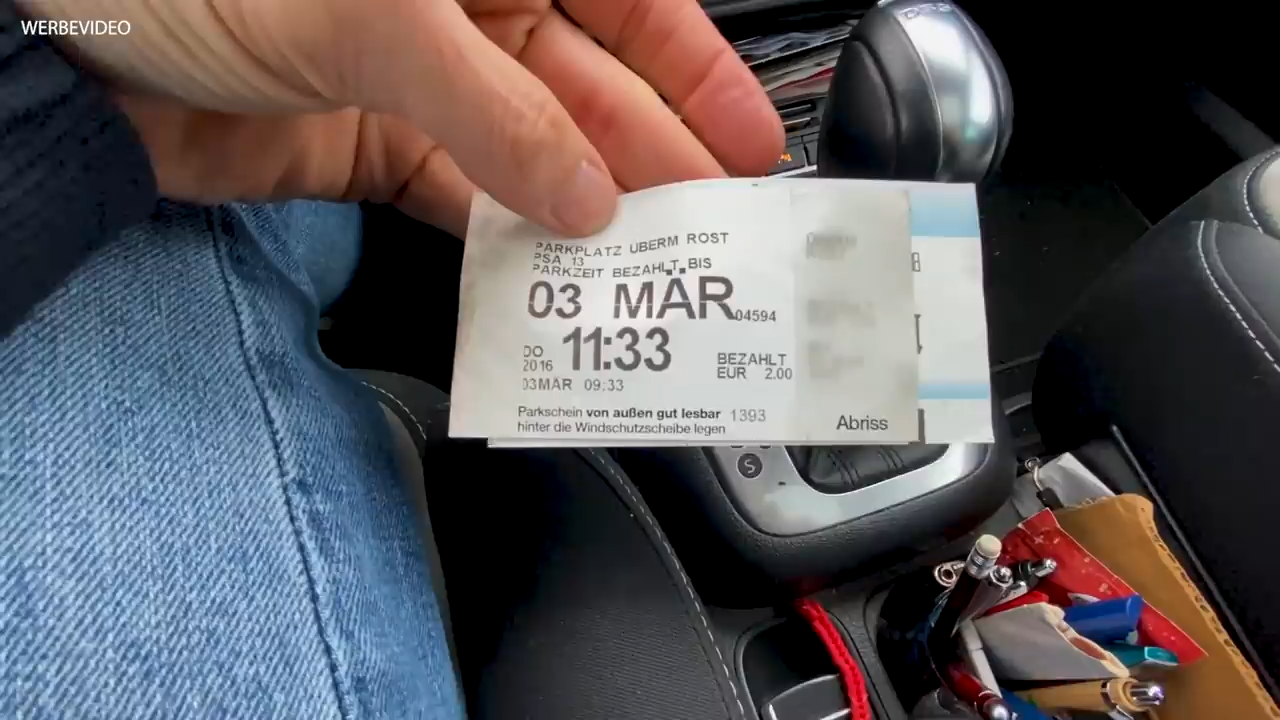 WERBEVIDEO
PARKPLATZ ÜBERM ROST
PSA 13
PARKZEIT BEZAHLT BIS
03 MÄR 04594
11:33
DO
2016
BEZAHLT
EUR 2.00
03MÄR 09:33
Parkschein von außen gut lesbar 1393
hinter die Windschutzscheibe legen
Abriss
S